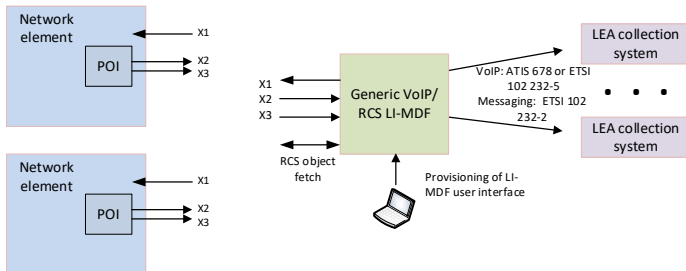 Network
element
X1
POI
X2
X3
Network
element
X1
POI
X2
X3
X1
X2
X3
RCS object
fetch
Generic VoIP/
RCS LI-MDF
Provisioning of LI-
MDF user interface
VoIP: ATIS 678 or ETSI
102 232-5
Messaging: ETSI 102
232-2
LEA collection
system
LEA collection
system